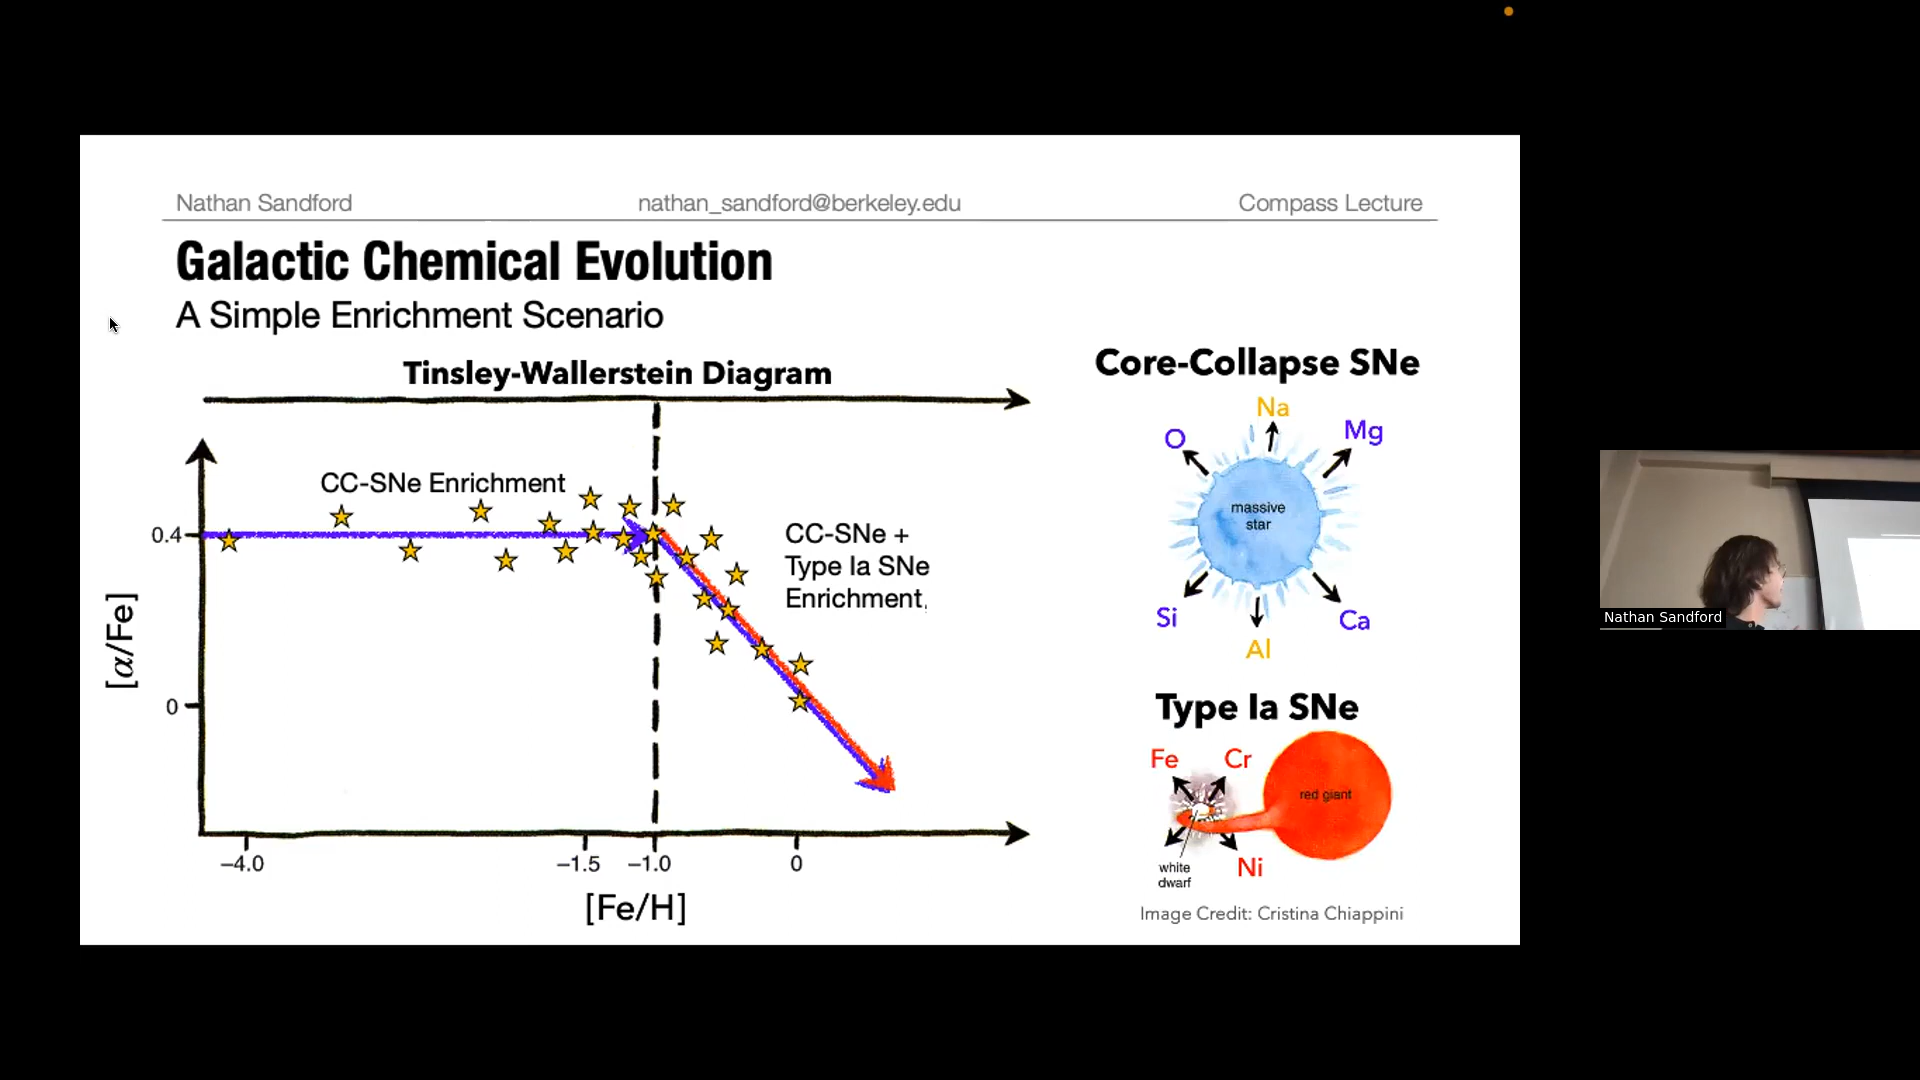 Nathan Sandford
nathan_sandford@berkeley.edu
Compass Lecture
Galactic Chemical Evolution
A Simple Enrichment Scenario
Tinsley-Wallerstein Diagram
CC-SNe Enrichment
CC-SNe +
Type Ia SNe
Enrichment
0.4
0
[α/Fe]
−4.0
−1.5
−1.0
0
[Fe/H]
Core-Collapse SNe
Na
O
Mg
massive
star
Si
Ca
Al
Type Ia SNe
Fe
Cr
red giant
white
dwarf
Ni
Image Credit: Cristina Chiappini
Nathan Sandford